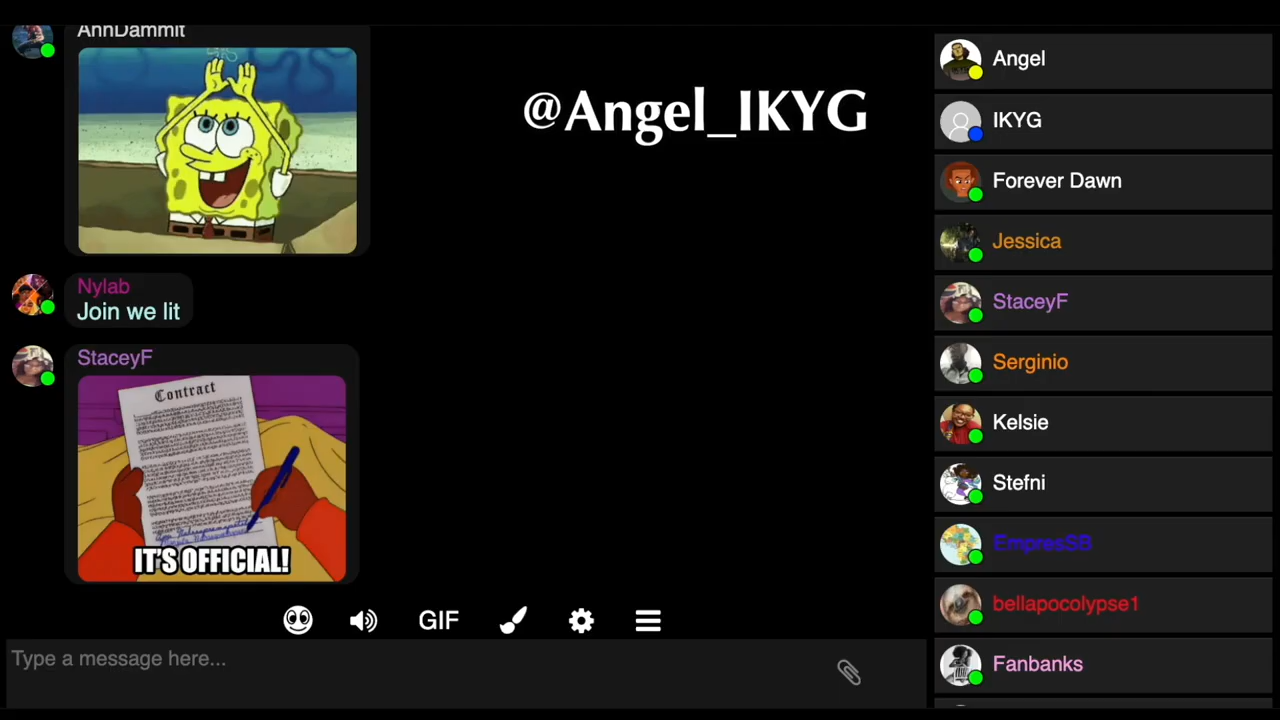 AnnDammit
@Angel_IKYG
Nylab
Join we lit
StaceyF
Contract
IT'S OFFICIAL!
GIF
Type a message here...
Angel
IKYG
Forever Dawn
Jessica
StaceyF
Serginio
Kelsie
Stefni
EmpresSB
bellapocolypse1
Fanbanks